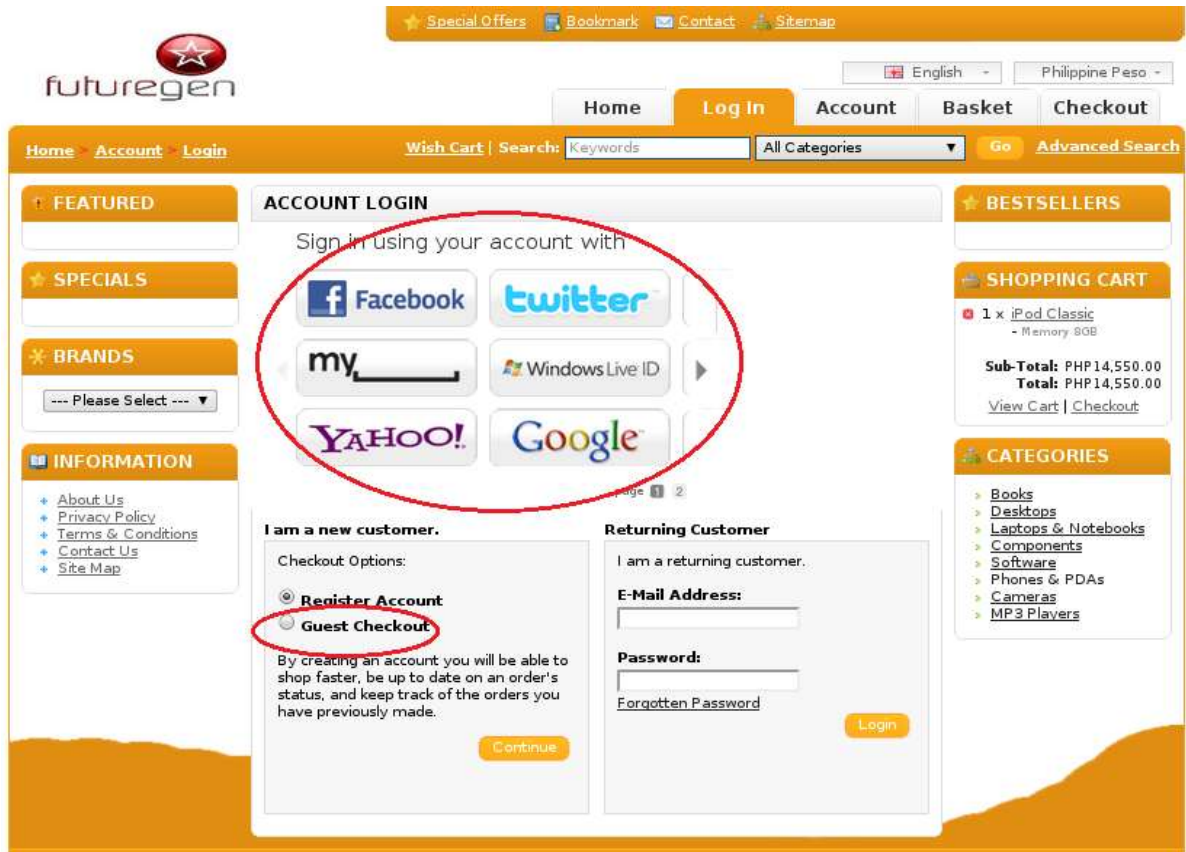 Special Offers Bookmark Contact Sitemap
futuregen
English Philippine Peso
Home Log In Account Basket Checkout
Home > Account > Login
Wish Cart | Search: Keywords All Categories Go Advanced Search
FEATURED
SPECIALS
BRANDS
--- Please Select ---
INFORMATION
About Us
Privacy Policy
Terms & Conditions
Contact Us
Site Map
ACCOUNT LOGIN
Sign in using your account with
Facebook twitter
my Windows Live ID
YAHOO! Google
page 1 2
I am a new customer.
Checkout Options:
Register Account
Guest Checkout
By creating an account you will be able to
shop faster, be up to date on an order's
status, and keep track of the orders you
have previously made.
Continue
Returning Customer
I am a returning customer.
E-Mail Address:
Password:
Forgotten Password
Login
BESTSELLERS
SHOPPING CART
1 x iPod Classic
- Memory 8GB
Sub-Total: PHP14,550.00
Total: PHP14,550.00
View Cart | Checkout
CATEGORIES
Books
Desktops
Laptops & Notebooks
Components
Software
Phones & PDAs
Cameras
MP3 Players